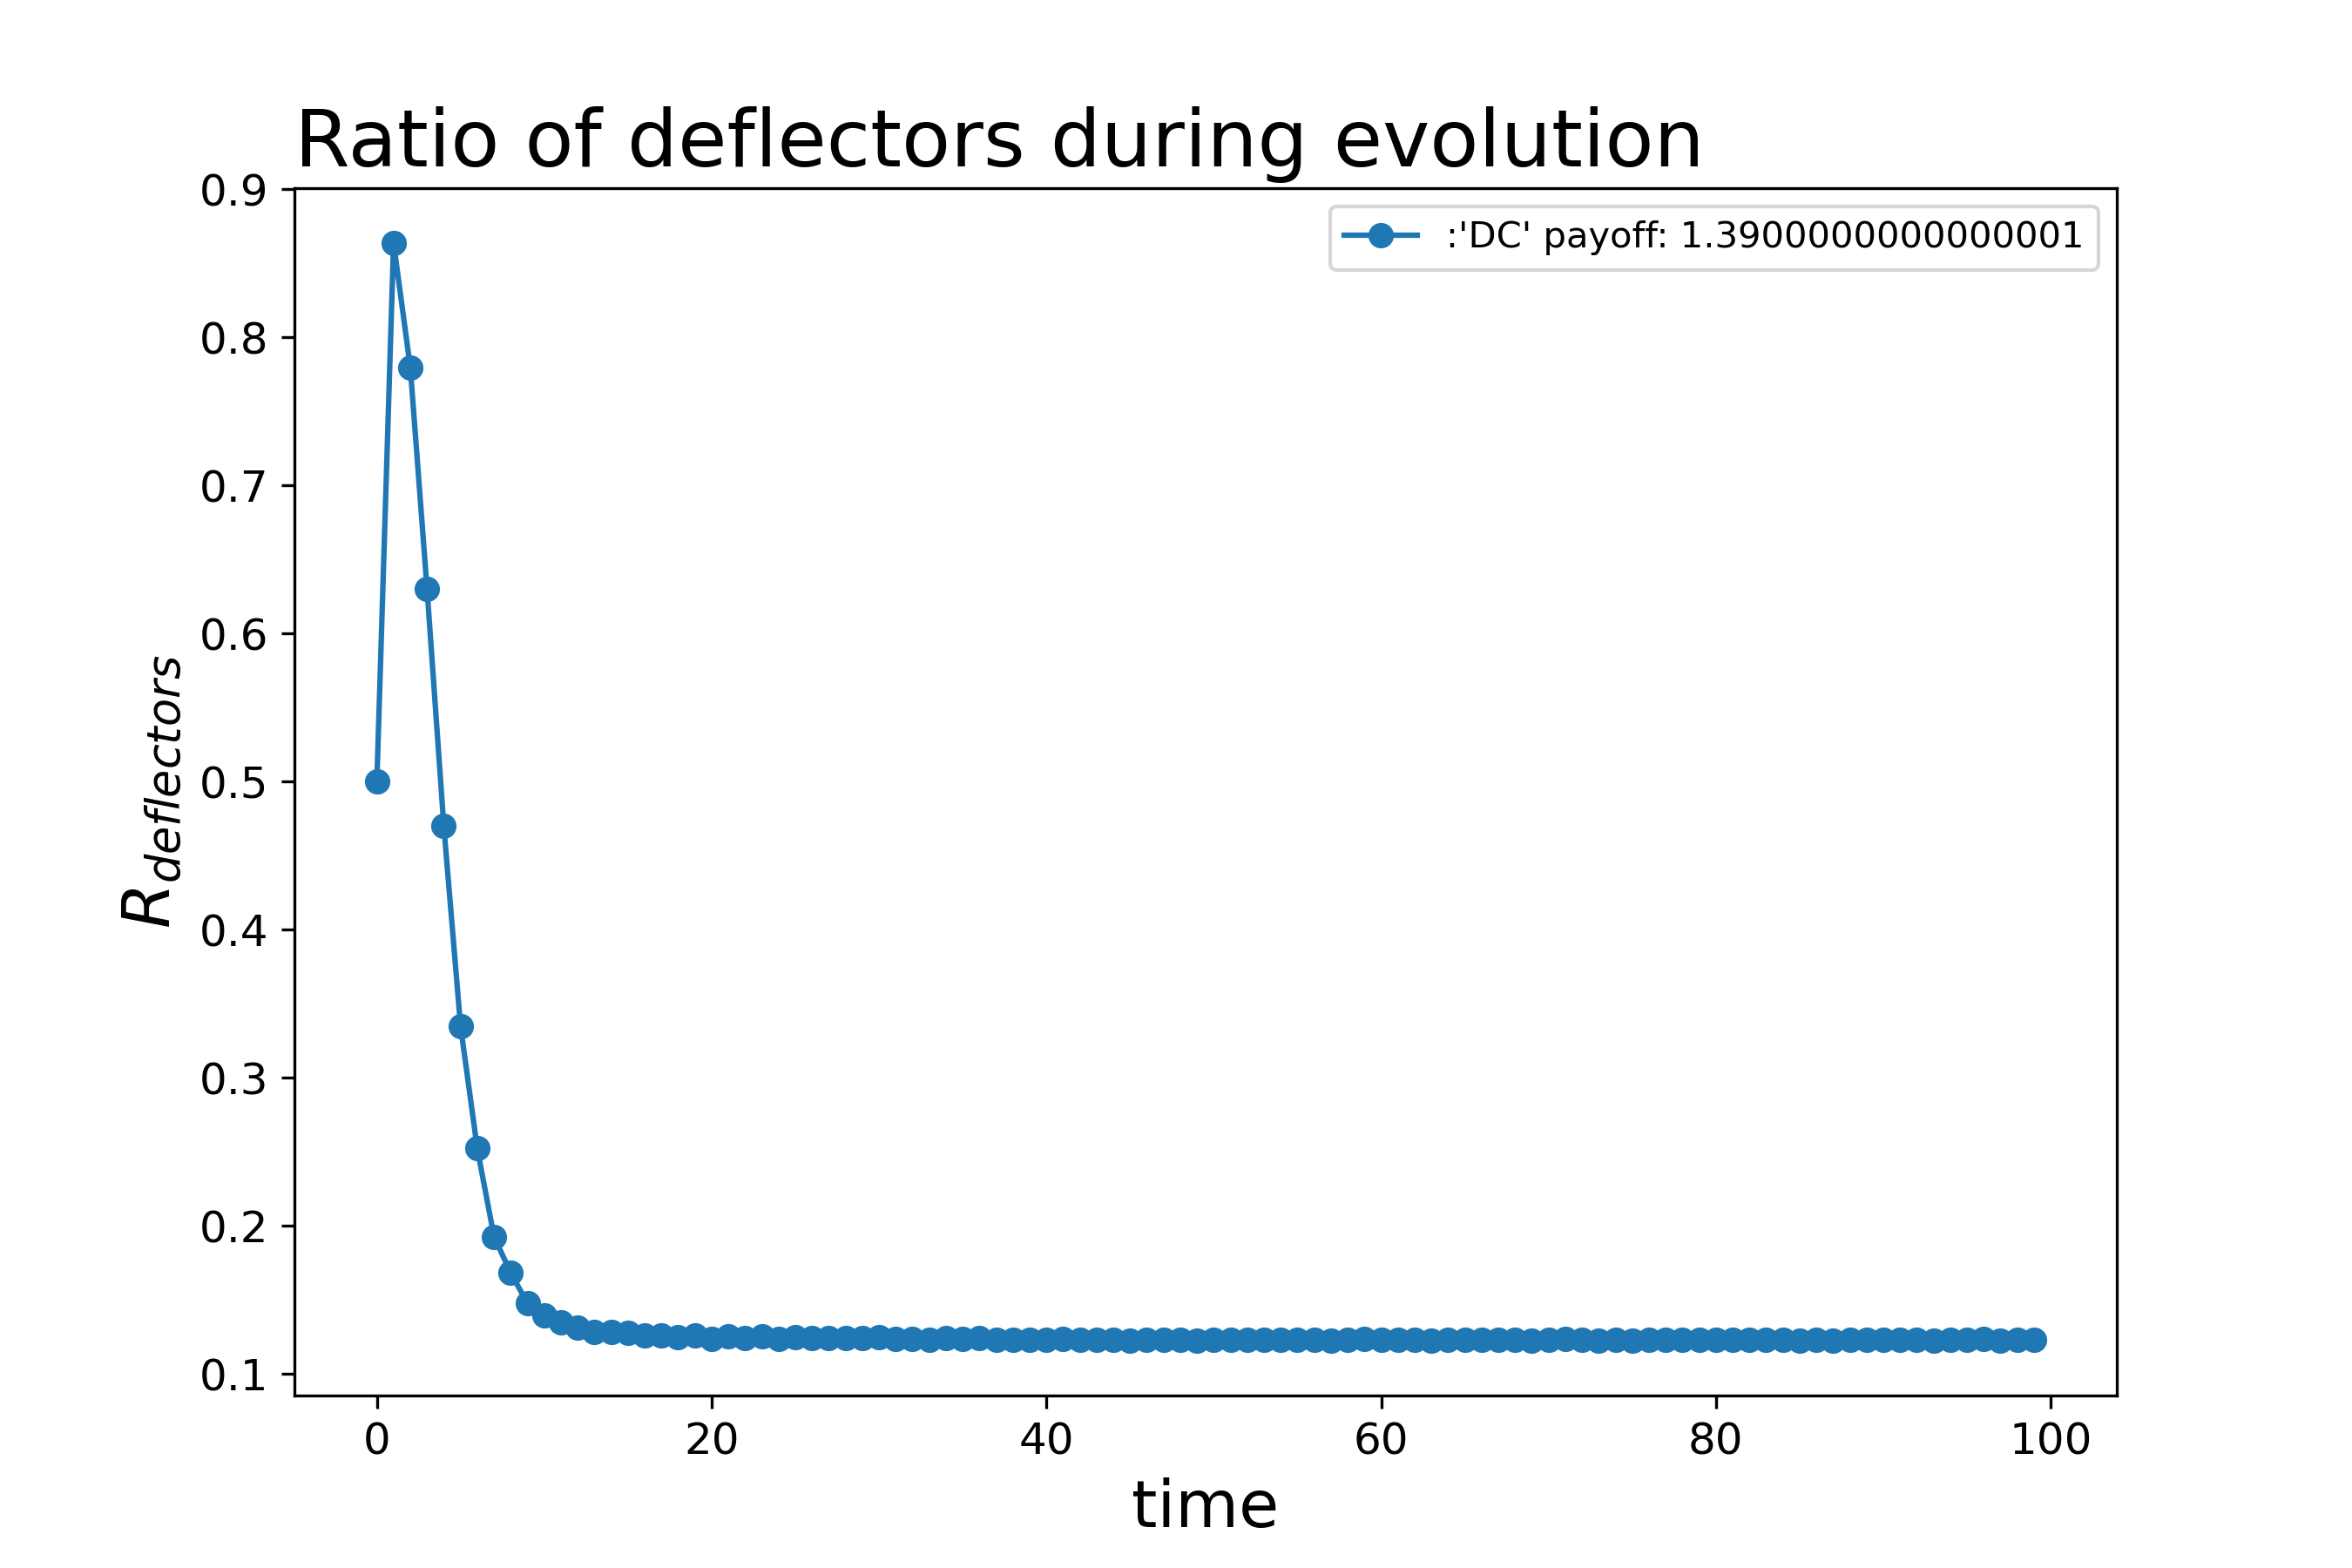 Ratio of deflectors during evolution
:'DC' payoff: 1.3900000000000001
0.9
0.8
0.7
0.6
0.5
0.4
0.3
0.2
0.1
R_deflectors
0 20 40 60 80 100
time